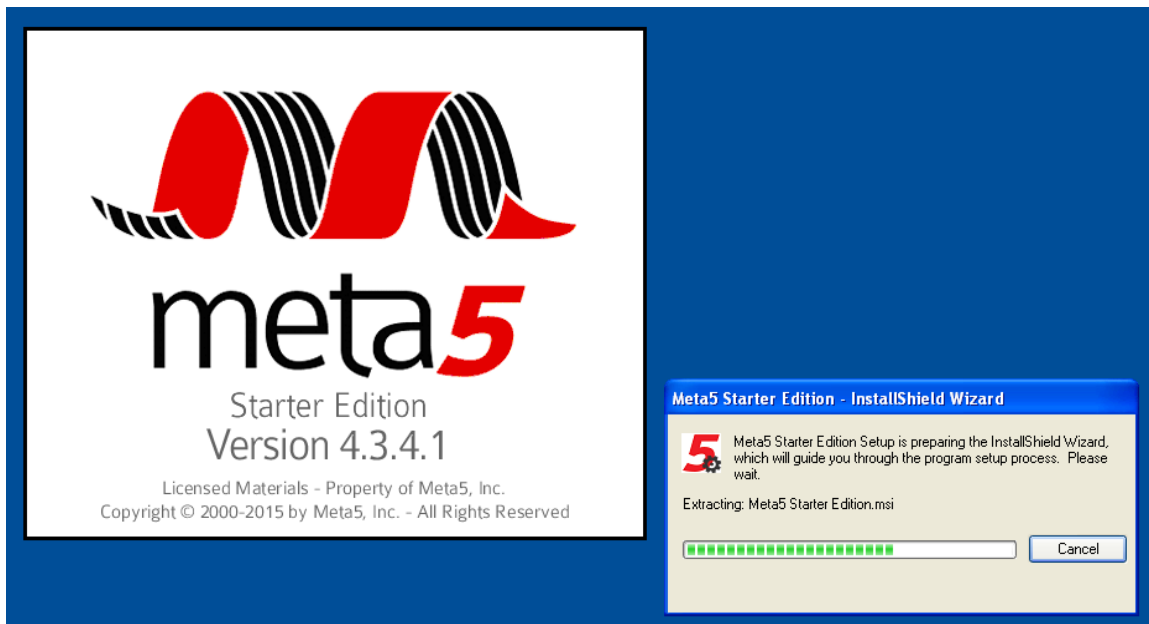 meta5
Starter Edition
Version 4.3.4.1
Licensed Materials - Property of Meta5, Inc.
Copyright © 2000-2015 by Meta5, Inc. - All Rights Reserved
Meta5 Starter Edition - InstallShield Wizard
5
Meta5 Starter Edition Setup is preparing the InstallShield Wizard,
which will guide you through the program setup process.  Please
wait.
Extracting: Meta5 Starter Edition.msi
Cancel